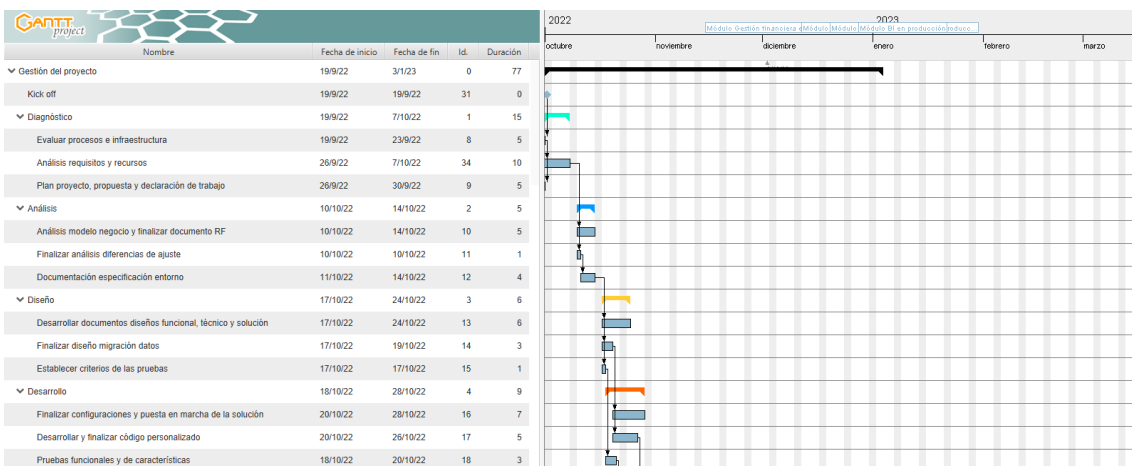 GANTT
project
2022
2023
Módulo Gestión financiera
Módulo
Módulo
Módulo BI en producción
octubre noviembre diciembre enero febrero marzo
Nombre Fecha de inicio Fecha de fin Id. Duración
Gestión del proyecto 19/9/22 3/1/23 0 77
Kick off 19/9/22 19/9/22 31 0
Diagnóstico 19/9/22 7/10/22 1 15
Evaluar procesos e infraestructura 19/9/22 23/9/22 8 5
Análisis requisitos y recursos 26/9/22 7/10/22 34 10
Plan proyecto, propuesta y declaración de trabajo 26/9/22 30/9/22 9 5
Análisis 10/10/22 14/10/22 2 5
Análisis modelo negocio y finalizar documento RF 10/10/22 14/10/22 10 5
Finalizar análisis diferencias de ajuste 10/10/22 10/10/22 11 1
Documentación especificación entorno 11/10/22 14/10/22 12 4
Diseño 17/10/22 24/10/22 3 6
Desarrollar documentos diseños funcional, técnico y solución 17/10/22 24/10/22 13 6
Finalizar diseño migración datos 17/10/22 19/10/22 14 3
Establecer criterios de las pruebas 17/10/22 17/10/22 15 1
Desarrollo 18/10/22 28/10/22 4 9
Finalizar configuraciones y puesta en marcha de la solución 20/10/22 28/10/22 16 7
Desarrollar y finalizar código personalizado 20/10/22 26/10/22 17 5
Pruebas funcionales y de características 18/10/22 20/10/22 18 3